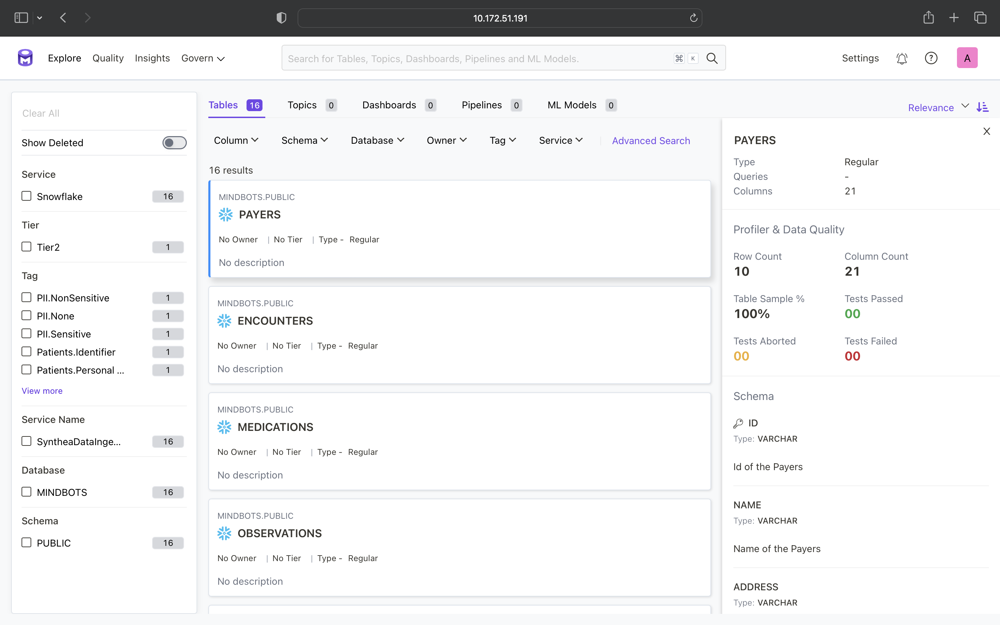 10.172.51.191
Explore Quality Insights Govern
Search for Tables, Topics, Dashboards, Pipelines and ML Models. ⌘ K
Settings A
Clear All
Show Deleted
Service
Snowflake 16
Tier
Tier2 1
Tag
PII.NonSensitive 1
PII.None 1
PII.Sensitive 1
Patients.Identifier 1
Patients.Personal ... 1
View more
Service Name
SyntheaDataInge... 16
Database
MINDBOTS 16
Schema
PUBLIC 16
Tables 16 Topics 0 Dashboards 0 Pipelines 0 ML Models 0
Relevance
Column Schema Database Owner Tag Service Advanced Search
16 results
MINDBOTS.PUBLIC
PAYERS
No Owner | No Tier | Type - Regular
No description
MINDBOTS.PUBLIC
ENCOUNTERS
No Owner | No Tier | Type - Regular
No description
MINDBOTS.PUBLIC
MEDICATIONS
No Owner | No Tier | Type - Regular
No description
MINDBOTS.PUBLIC
OBSERVATIONS
No Owner | No Tier | Type - Regular
No description
X
PAYERS
Type Regular
Queries -
Columns 21
Profiler & Data Quality
Row Count Column Count
10 21
Table Sample % Tests Passed
100% 00
Tests Aborted Tests Failed
00 00
Schema
ID
Type: VARCHAR
Id of the Payers
NAME
Type: VARCHAR
Name of the Payers
ADDRESS
Type: VARCHAR